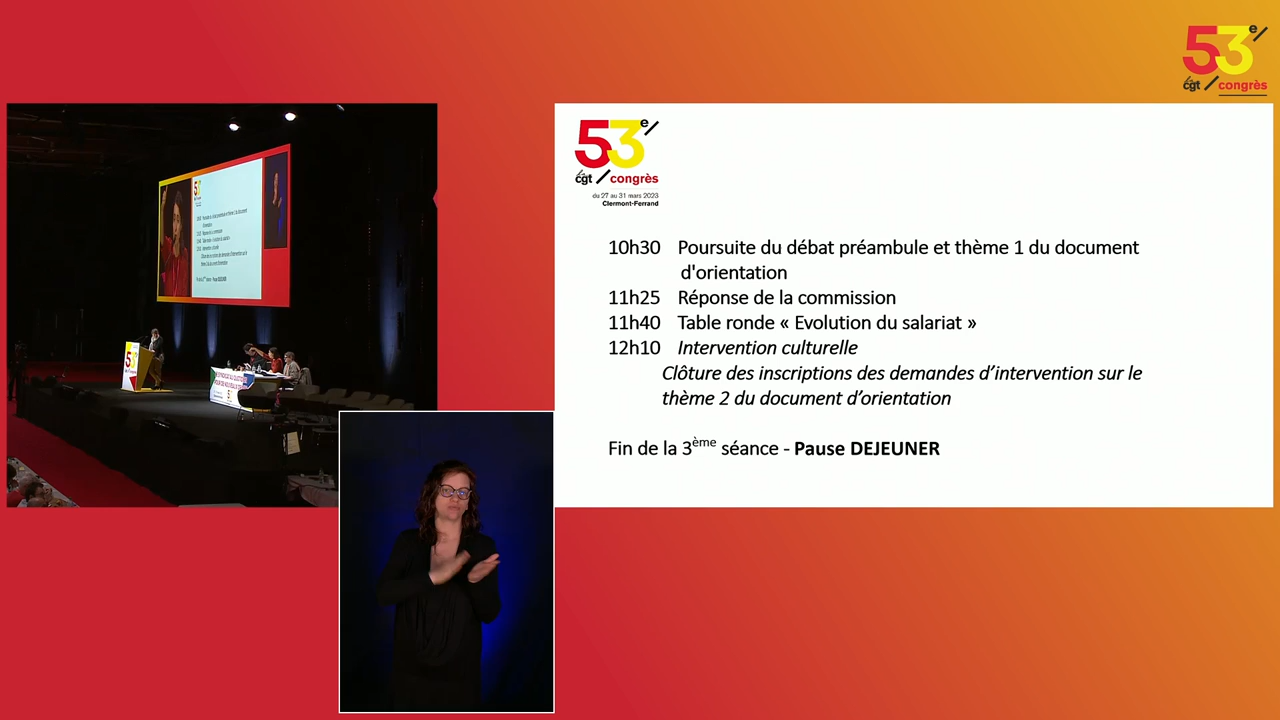 53e/
la cgt / congrès
53e/
la cgt / congrès
du 27 au 31 mars 2023
Clermont-Ferrand
10h30 Poursuite du débat préambule et thème 1 du document
d'orientation
11h25 Réponse de la commission
11h40 Table ronde « Evolution du salariat »
12h10 Intervention culturelle
Clôture des inscriptions des demandes d’intervention sur le
thème 2 du document d’orientation
Fin de la 3ème séance - Pause DEJEUNER
53